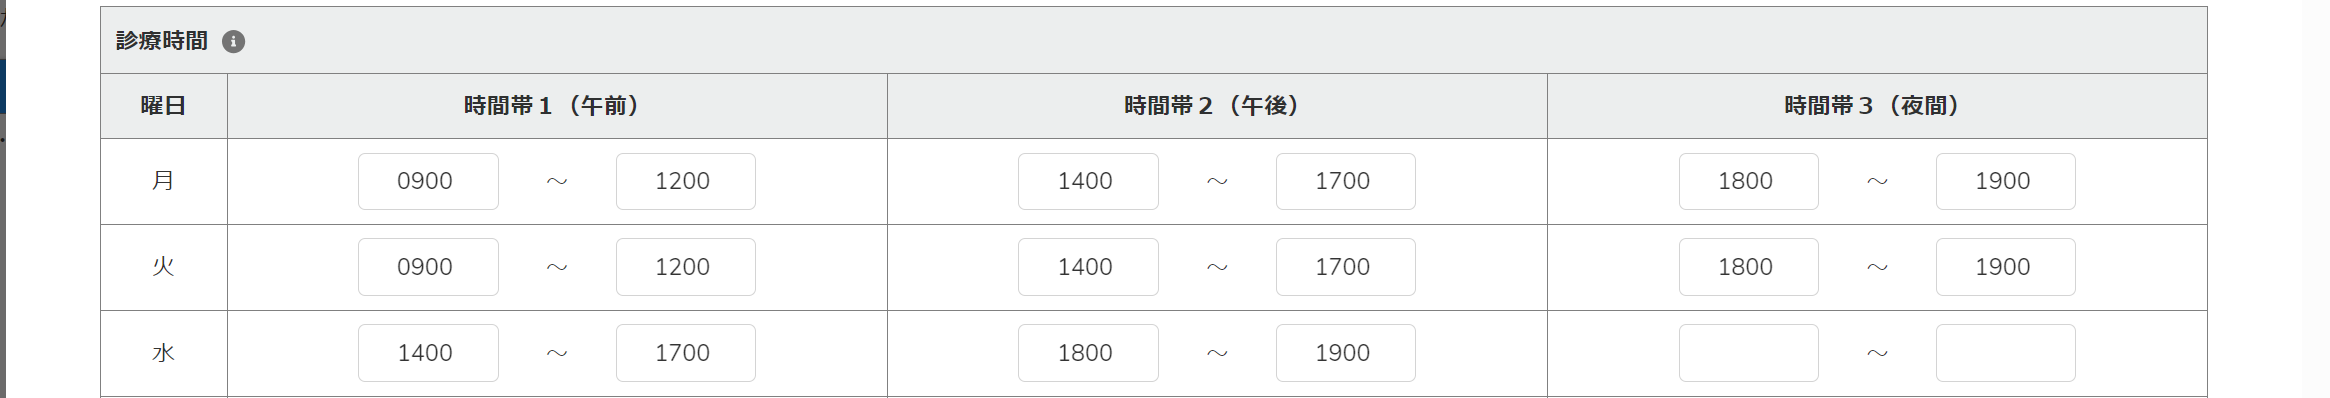 診療時間
曜日 時間帯1（午前） 時間帯2（午後） 時間帯3（夜間）
月 0900 ～ 1200 1400 ～ 1700 1800 ～ 1900
火 0900 ～ 1200 1400 ～ 1700 1800 ～ 1900
水 1400 ～ 1700 1800 ～ 1900 ～